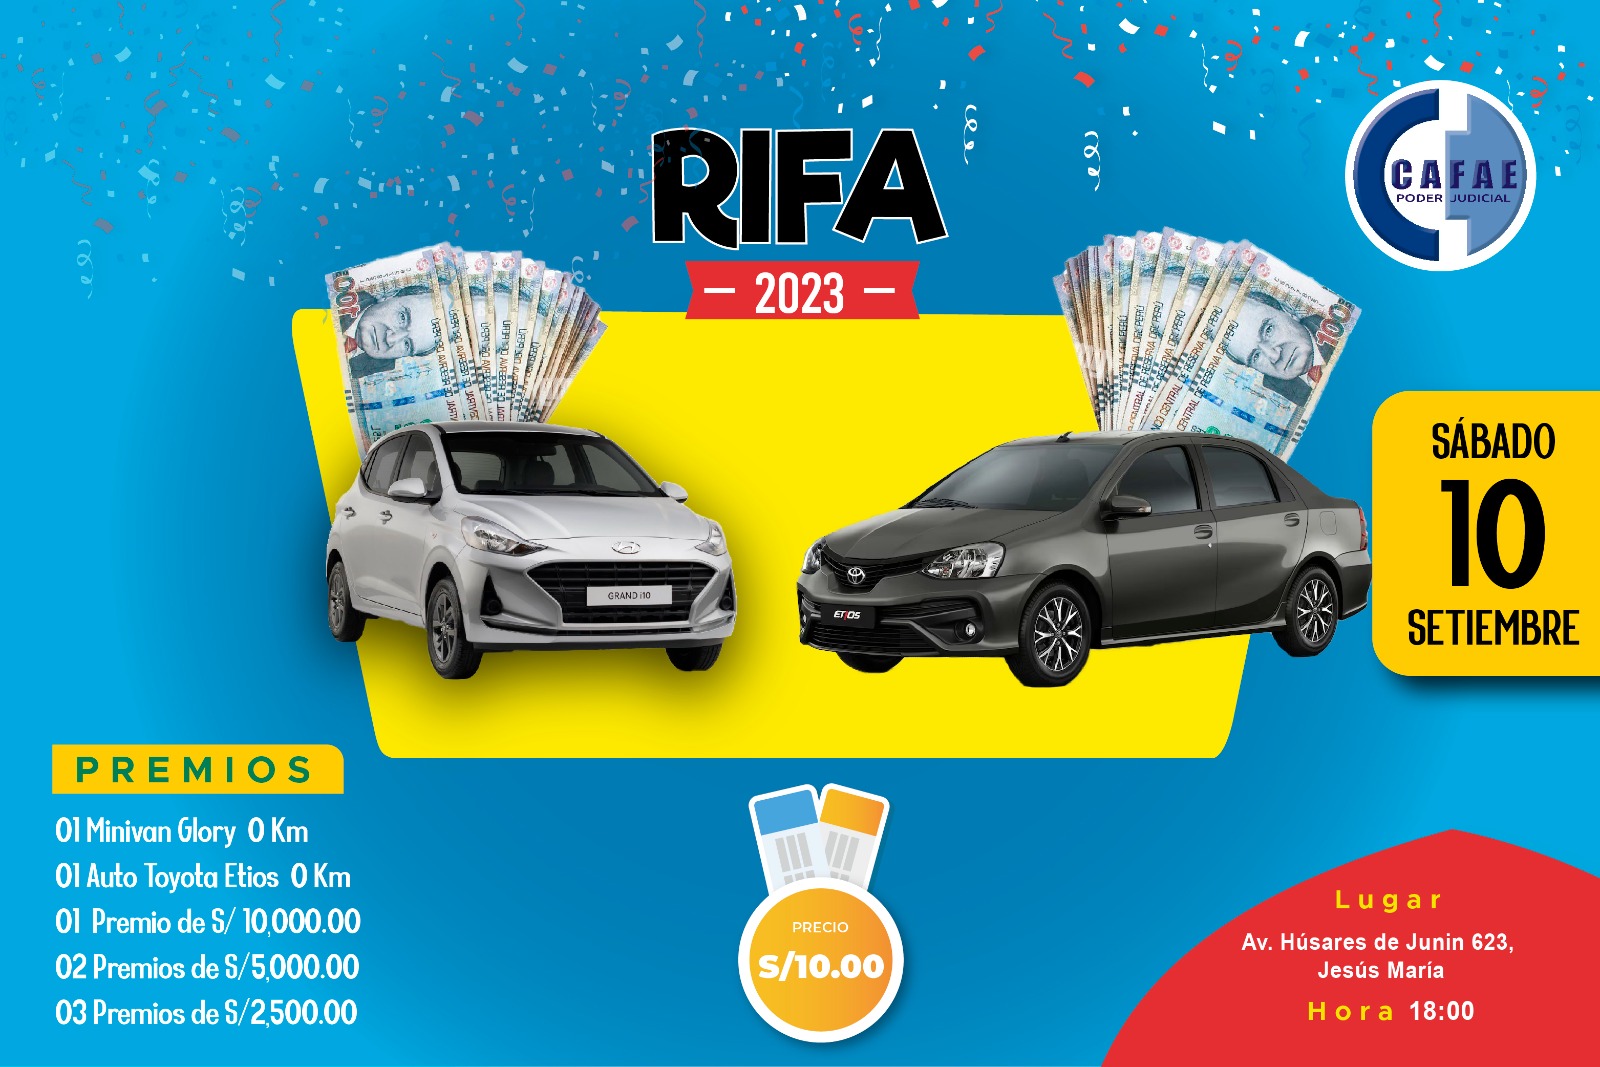 RIFA
— 2023 —
CAFAE
PODER JUDICIAL
100
100
GRAND i10
ETIOS
SÁBADO
10
SETIEMBRE
PREMIOS
01 Minivan Glory 0 Km
01 Auto Toyota Etios 0 Km
01 Premio de S/ 10,000.00
02 Premios de S/5,000.00
03 Premios de S/2,500.00
PRECIO
S/10.00
Lugar
Av. Húsares de Junin 623,
Jesús María
Hora 18:00